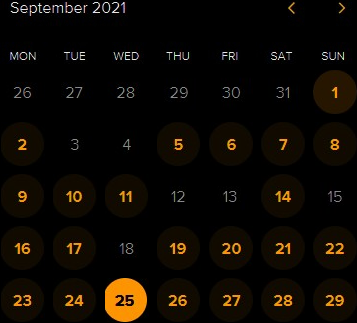 September 2021
MON TUE WED THU FRI SAT SUN
26 27 28 29 30 31 1
2 3 4 5 6 7 8
9 10 11 12 13 14 15
16 17 18 19 20 21 22
23 24 25 26 27 28 29